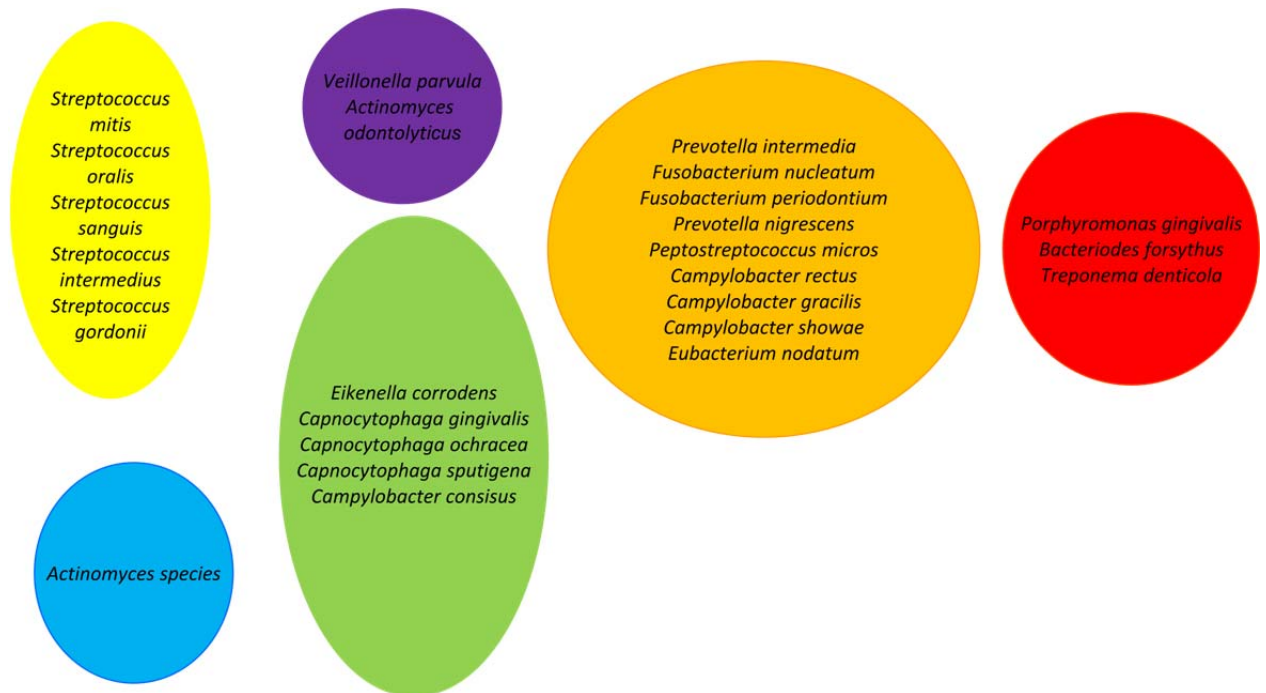 Streptococcus
mitis
Streptococcus
oralis
Streptococcus
sanguis
Streptococcus
intermedius
Streptococcus
gordonii
Actinomyces species
Veillonella parvula
Actinomyces
odontolyticus
Eikenella corrodens
Capnocytophaga gingivalis
Capnocytophaga ochracea
Capnocytophaga sputigena
Campylobacter consisus
Prevotella intermedia
Fusobacterium nucleatum
Fusobacterium periodontium
Prevotella nigrescens
Peptostreptococcus micros
Campylobacter rectus
Campylobacter gracilis
Campylobacter showae
Eubacterium nodatum
Porphyromonas gingivalis
Bacteriodes forsythus
Treponema denticola